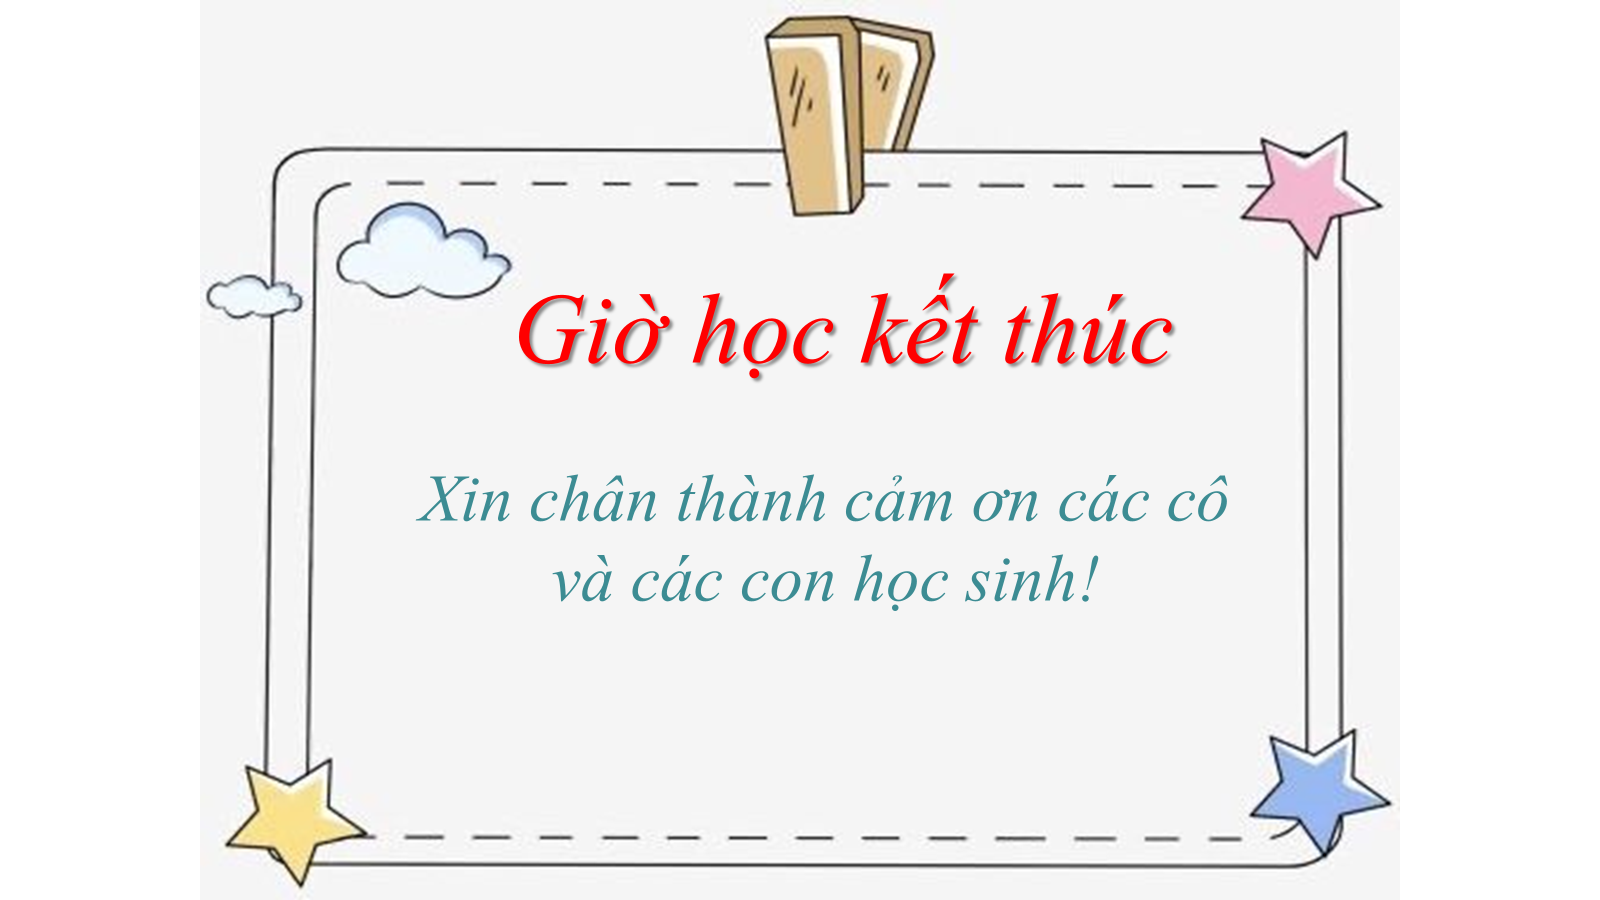 Giờ học kết thúc
Xin chân thành cảm ơn các cô
và các con học sinh!